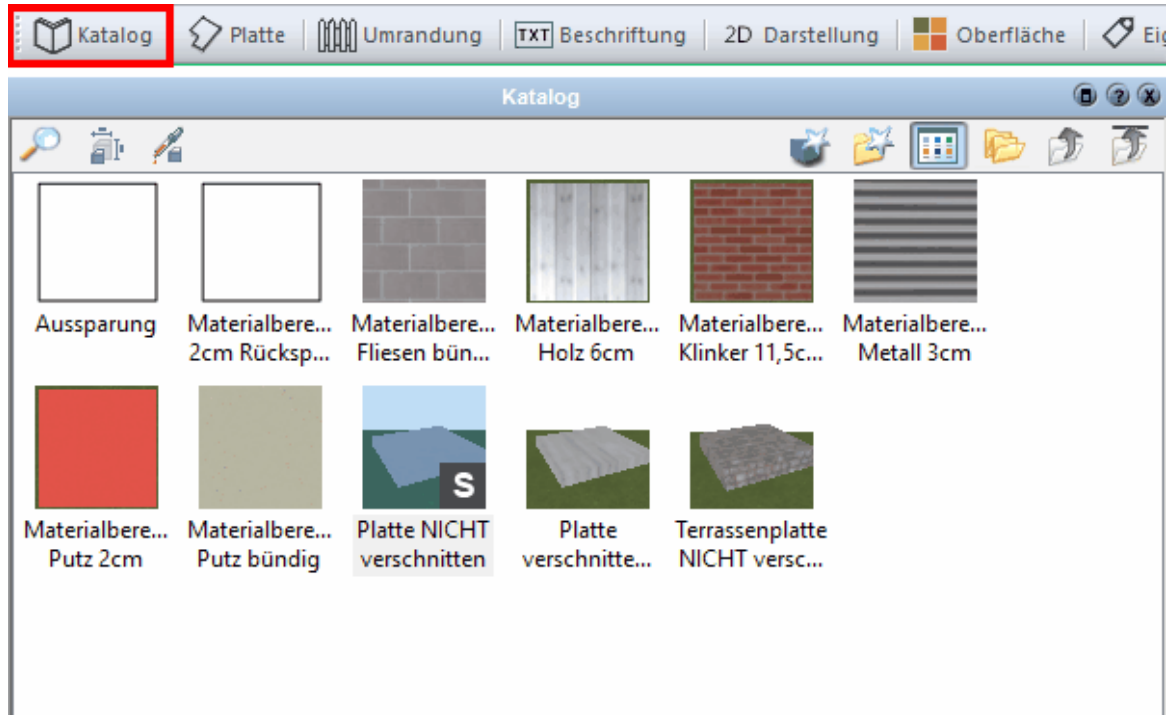 Katalog Platte Umrandung TXT Beschriftung 2D Darstellung Oberfläche Eig
Katalog
Aussparung Materialbere... Materialbere... Materialbere... Materialbere... Materialbere...
2cm Rücksp... Fliesen bün... Holz 6cm Klinker 11,5c... Metall 3cm
S
Materialbere... Materialbere... Platte NICHT Platte Terrassenplatte
Putz 2cm Putz bündig verschnitten verschnitte... NICHT versc...